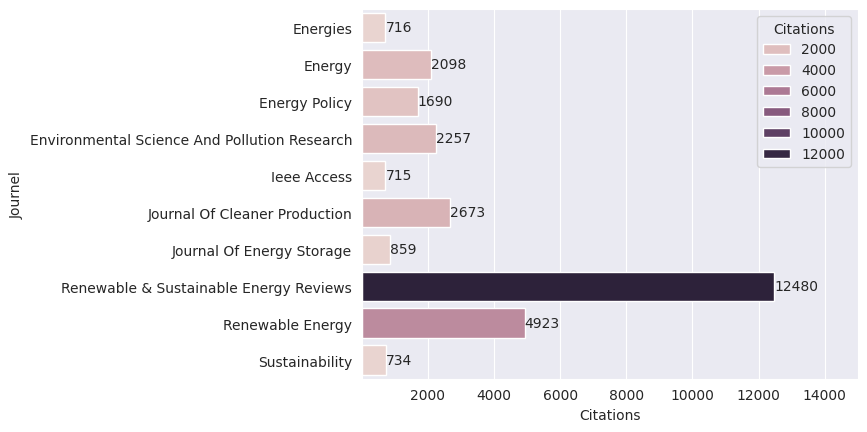 Journel
Energies
716
Energy
2098
Energy Policy
1690
Environmental Science And Pollution Research
2257
Ieee Access
715
Journal Of Cleaner Production
2673
Journal Of Energy Storage
859
Renewable & Sustainable Energy Reviews
12480
Renewable Energy
4923
Sustainability
734
2000 4000 6000 8000 10000 12000 14000
Citations
Citations
2000
4000
6000
8000
10000
12000